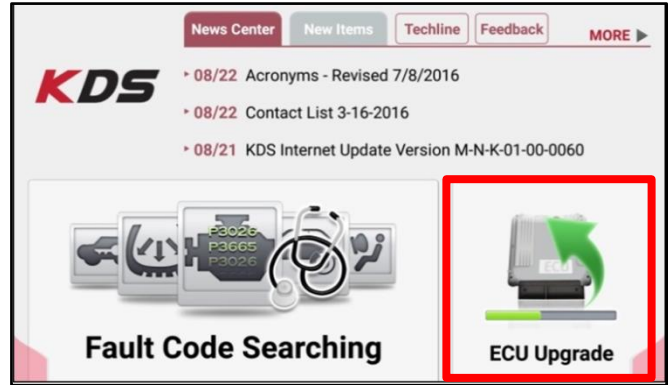 News Center New Items Techline Feedback MORE
KDS
08/22 Acronyms - Revised 7/8/2016
08/22 Contact List 3-16-2016
08/21 KDS Internet Update Version M-N-K-01-00-0060
P3026
P3665
P3026
ECU
Fault Code Searching
ECU Upgrade